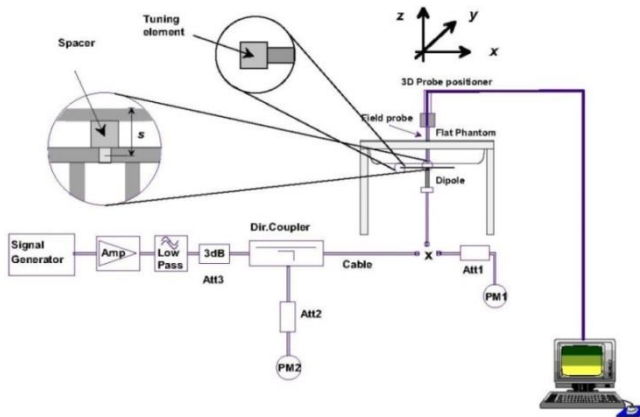 Tuning
element
Spacer
s
z
y
x
3D Probe positioner
Field probe
Flat Phantom
Dipole
Dir.Coupler
Signal
Generator
Amp
Low
Pass
3dB
Att3
Cable
x
Att1
PM1
Att2
PM2